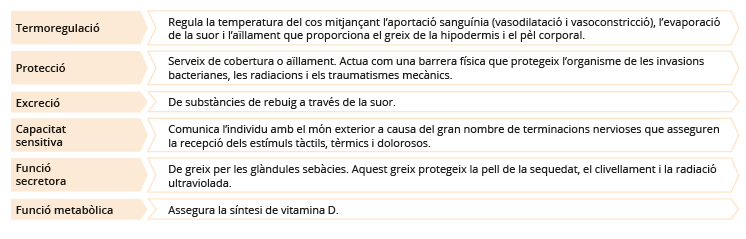 Termoregulació
Regula la temperatura del cos mitjançant l'aportació sanguínia (vasodilatació i vasoconstricció), l'evaporació
de la suor i l'aïllament que proporciona el greix de la hipodermis i el pèl corporal.
Protecció
Serveix de cobertura o aïllament. Actua com una barrera física que protegeix l'organisme de les invasions
bacterianes, les radiacions i els traumatismes mecànics.
Excreció
De substàncies de rebuig a través de la suor.
Capacitat
sensitiva
Comunica l'individu amb el món exterior a causa del gran nombre de terminacions nervioses que asseguren
la recepció dels estímuls tàctils, tèrmics i dolorosos.
Funció
secretora
De greix per les glàndules sebàcies. Aquest greix protegeix la pell de la sequedat, el clivellament i la radiació
ultraviolada.
Funció metabòlica
Assegura la síntesi de vitamina D.